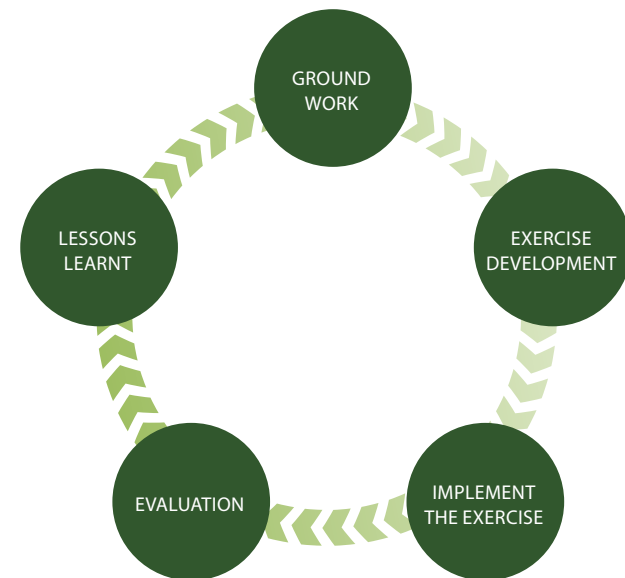 GROUND
WORK
EXERCISE
DEVELOPMENT
IMPLEMENT
THE EXERCISE
EVALUATION
LESSONS
LEARNT